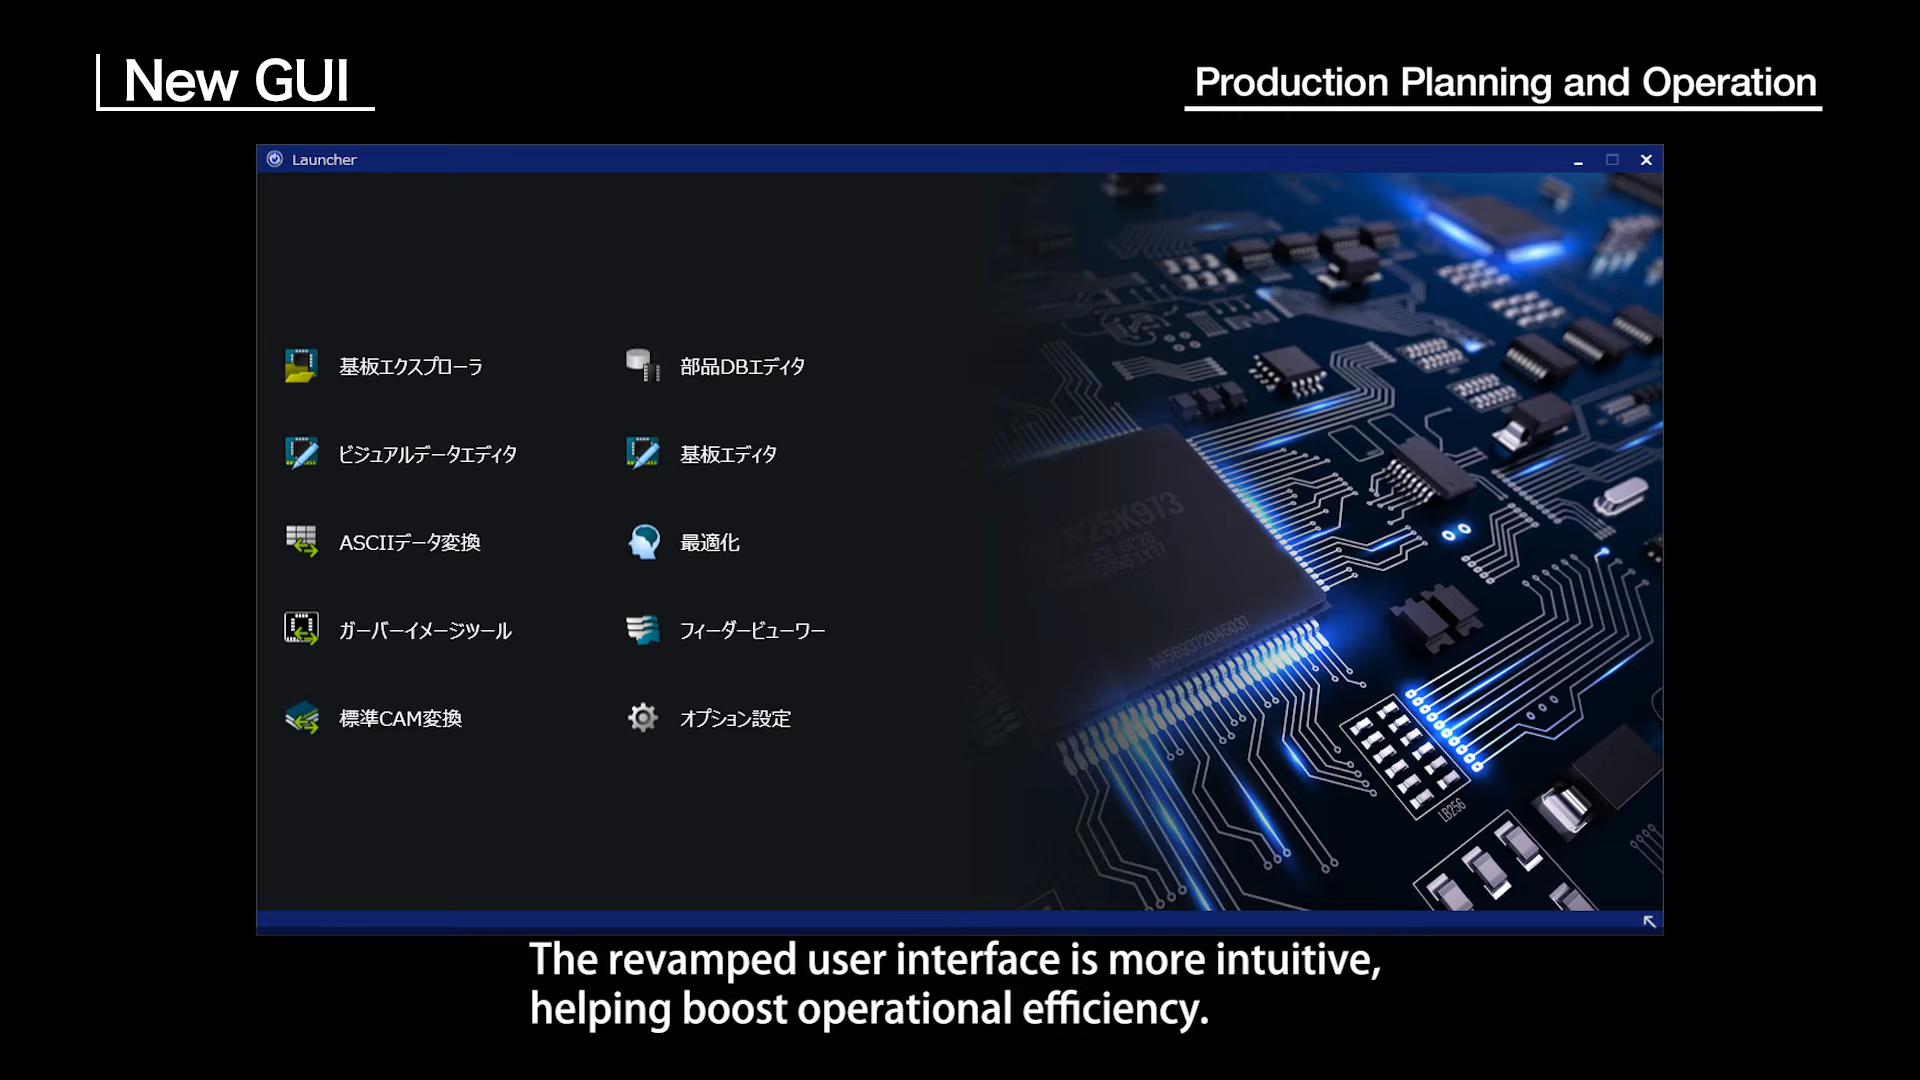 New GUI
Production Planning and Operation
Launcher
基板エクスプローラ
部品DBエディタ
ビジュアルデータエディタ
基板エディタ
ASCIIデータ変換
最適化
ガーバーイメージツール
フィーダービューワー
標準CAM変換
オプション設定
A4569372045037
LB256
The revamped user interface is more intuitive,
helping boost operational efficiency.